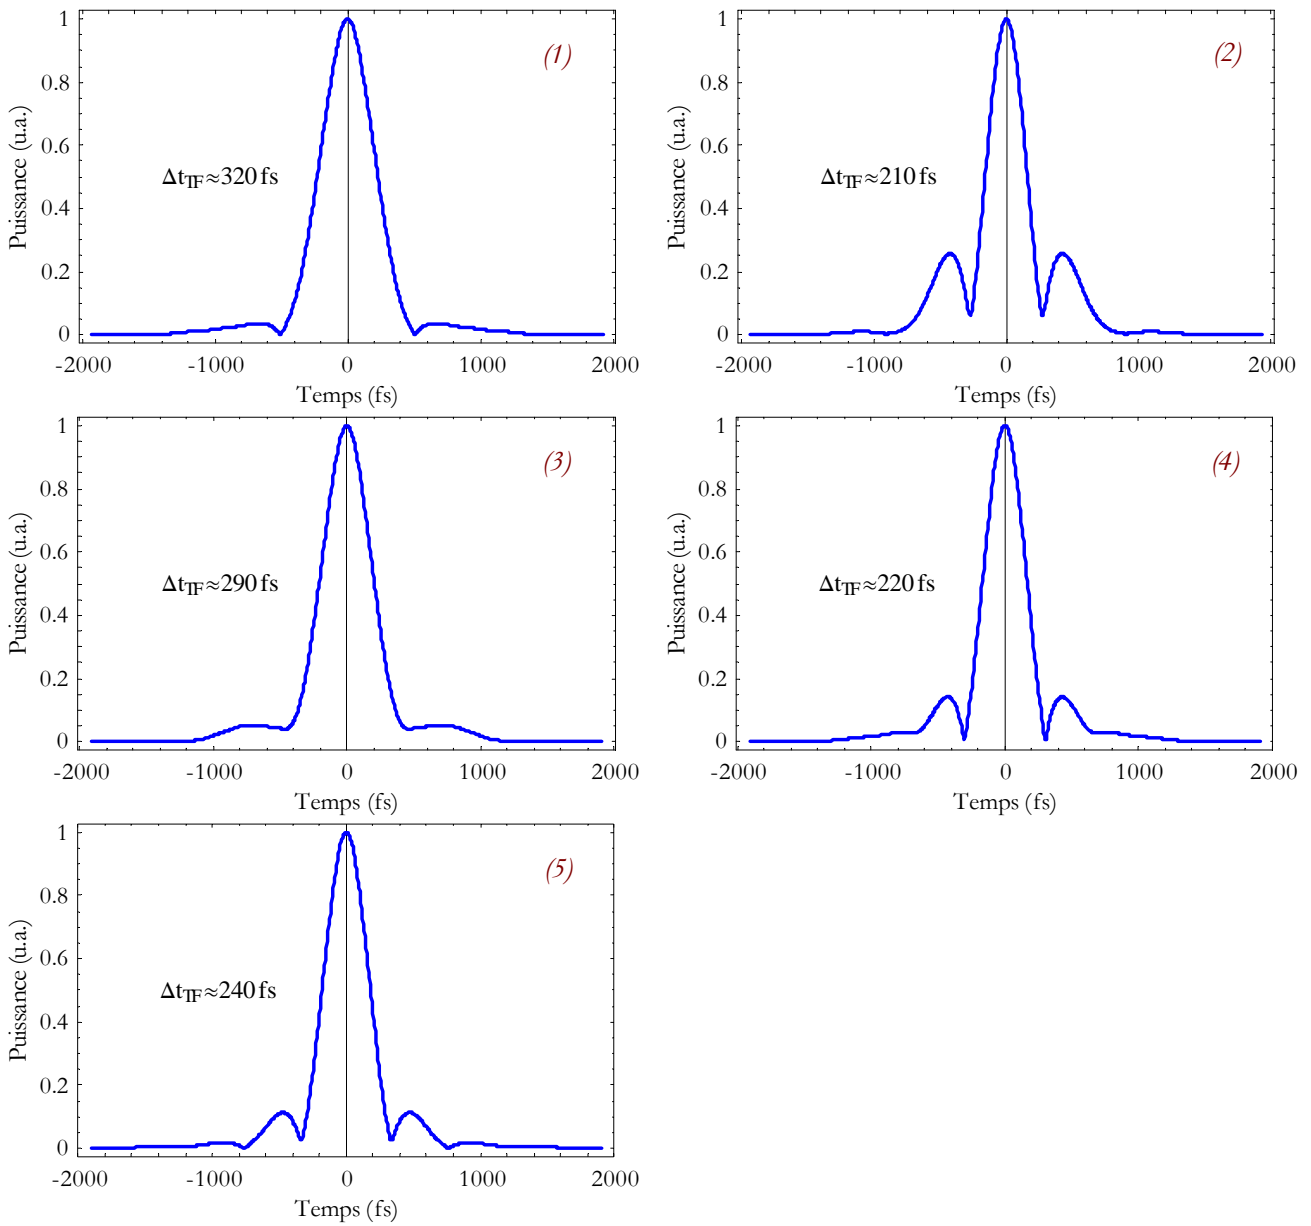 (1)
Puissance (u.a.)
1
0.8
0.6
0.4
0.2
0
Δt_TF≈320 fs
-2000 -1000 0 1000 2000
Temps (fs)
(2)
Puissance (u.a.)
1
0.8
0.6
0.4
0.2
0
Δt_TF≈210 fs
-2000 -1000 0 1000 2000
Temps (fs)
(3)
Puissance (u.a.)
1
0.8
0.6
0.4
0.2
0
Δt_TF≈290 fs
-2000 -1000 0 1000 2000
Temps (fs)
(4)
Puissance (u.a.)
1
0.8
0.6
0.4
0.2
0
Δt_TF≈220 fs
-2000 -1000 0 1000 2000
Temps (fs)
(5)
Puissance (u.a.)
1
0.8
0.6
0.4
0.2
0
Δt_TF≈240 fs
-2000 -1000 0 1000 2000
Temps (fs)